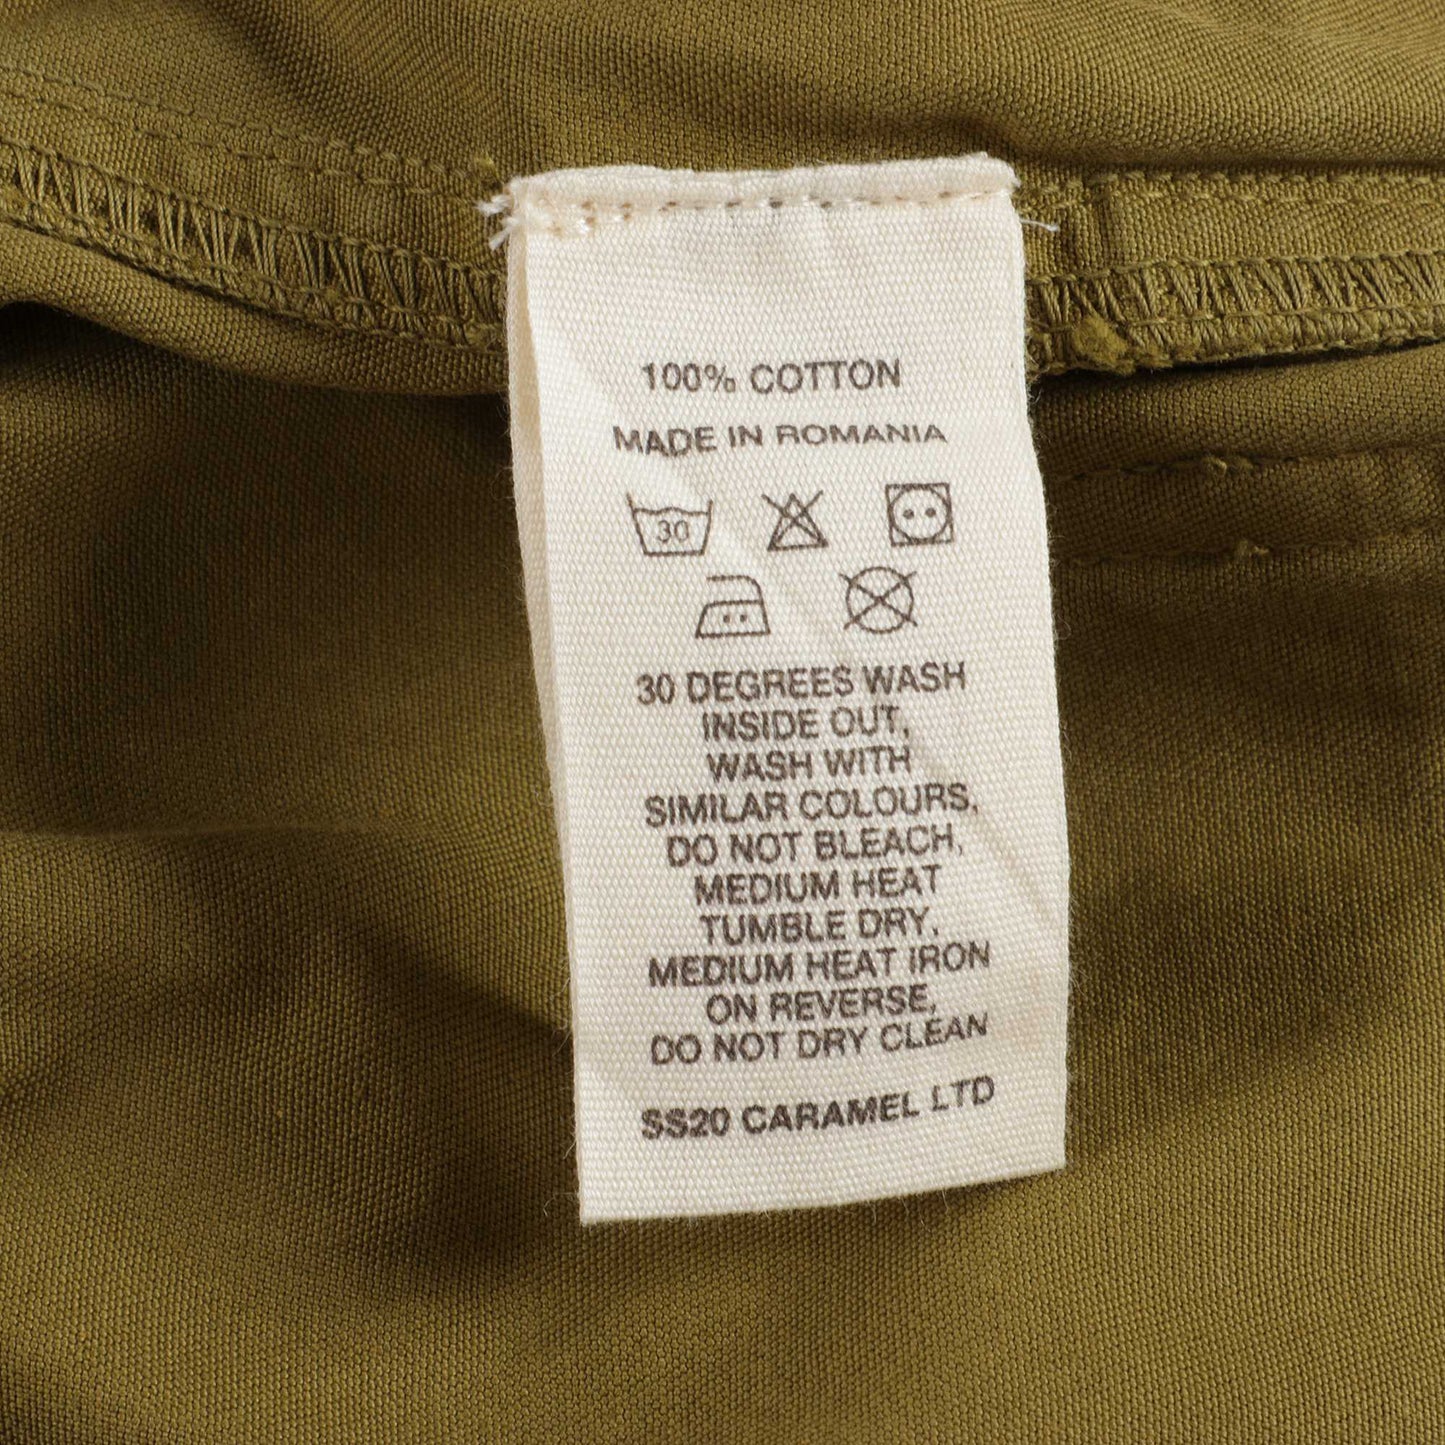 100% COTTON
MADE IN ROMANIA
30
30 DEGREES WASH
INSIDE OUT,
WASH WITH
SIMILAR COLOURS,
DO NOT BLEACH,
MEDIUM HEAT
TUMBLE DRY,
MEDIUM HEAT IRON
ON REVERSE,
DO NOT DRY CLEAN
SS20 CARAMEL LTD